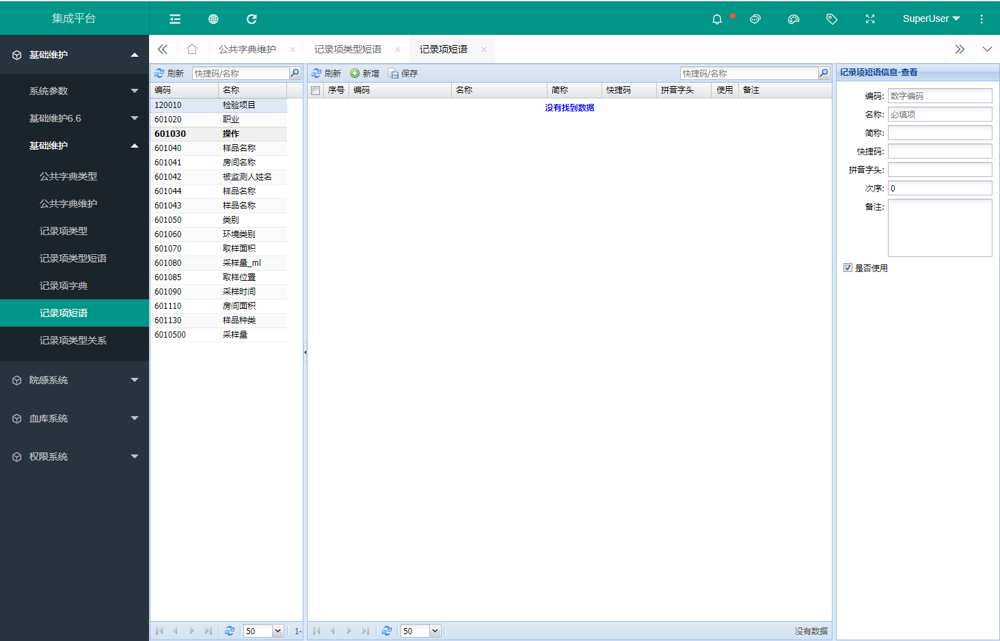 集成平台
SuperUser
基础维护
系统参数
基础维护6.6
基础维护
公共字典类型
公共字典维护
记录项类型
记录项类型短语
记录项字典
记录项短语
记录项类型关系
院感系统
血库系统
权限系统
公共字典维护
记录项类型短语
记录项短语
刷新 快捷码/名称
编码 名称
120010 检验项目
601020 职业
601030 操作
601040 样品名称
601041 房间名称
601042 被监测人姓名
601044 样品名称
601043 样品名称
601050 类别
601060 环境类别
601070 取样面积
601080 采样量_ml
601085 取样位置
601090 采样时间
601110 房间面积
601130 样品种类
6010500 采样量
50 1-
刷新 新增 保存 快捷码/名称
序号 编码 名称 简称 快捷码 拼音字头 使用 备注
没有找到数据
50 没有数据
记录项短语信息-查看
编码: 数字编码
名称: 必填项
简称:
快捷码:
拼音字头:
次序: 0
备注:
是否使用